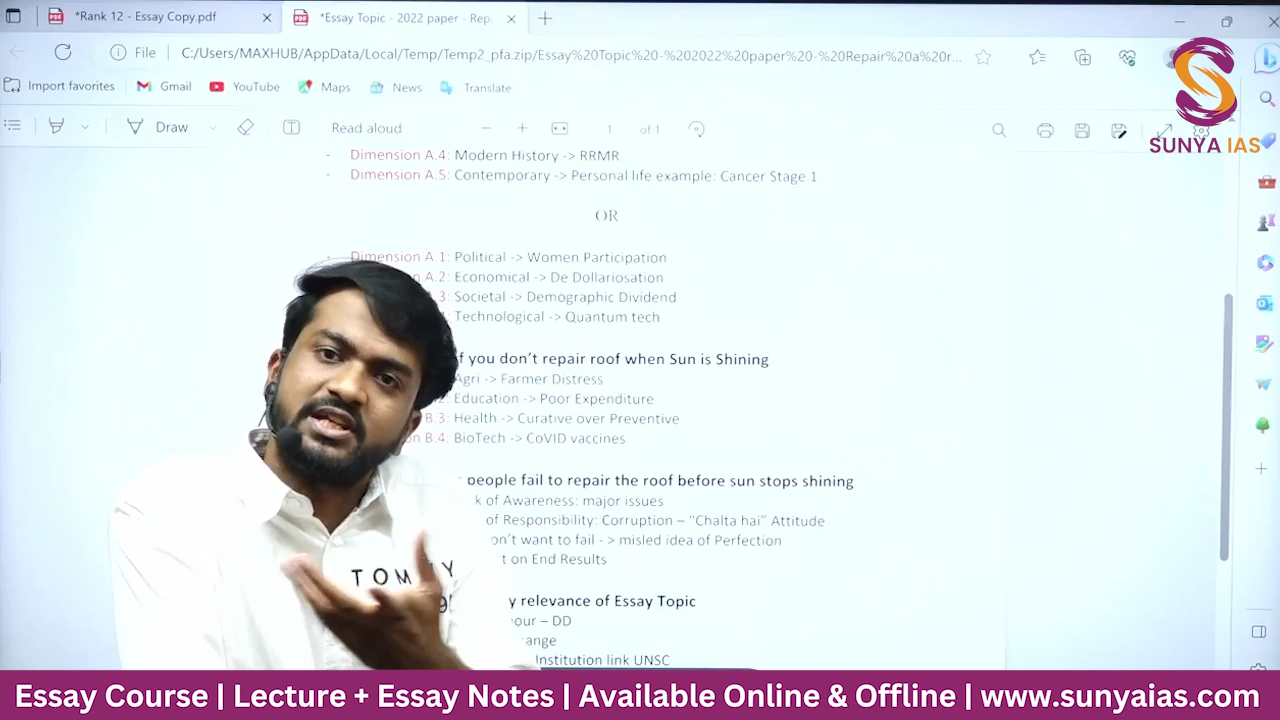 *Rank 12 - Essay Copy.pdf
*Essay Topic - 2022 paper - Rep
File
C:/Users/MAXHUB/AppData/Local/Temp/Temp2_pfa.zip/Essay%20Topic%20-%202022%20paper%20-%20Repair%20a%20r...
Import favorites
Gmail
YouTube
Maps
News
Translate
Draw
Read aloud
1 of 1
SUNYA IAS
- Dimension A.4: Modern History -> RRMR
- Dimension A.5: Contemporary -> Personal life example: Cancer Stage 1
OR
- Dimension A.1: Political -> Women Participation
A.2: Economical -> De Dollariosation
.3: Societal -> Demographic Dividend
Technological -> Quantum tech
f you don't repair roof when Sun is Shining
Agri -> Farmer Distress
Education -> Poor Expenditure
B.3: Health -> Curative over Preventive
B.4: BioTech -> CoVID vaccines
people fail to repair the roof before sun stops shining
k of Awareness: major issues
of Responsibility: Corruption – "Chalta hai" Attitude
on't want to fail - > misled idea of Perfection
t on End Results
y relevance of Essay Topic
our – DD
ange
Institution link UNSC
TOMMY
Essay Course | Lecture + Essay Notes | Available Online & Offline | www.sunyaias.com